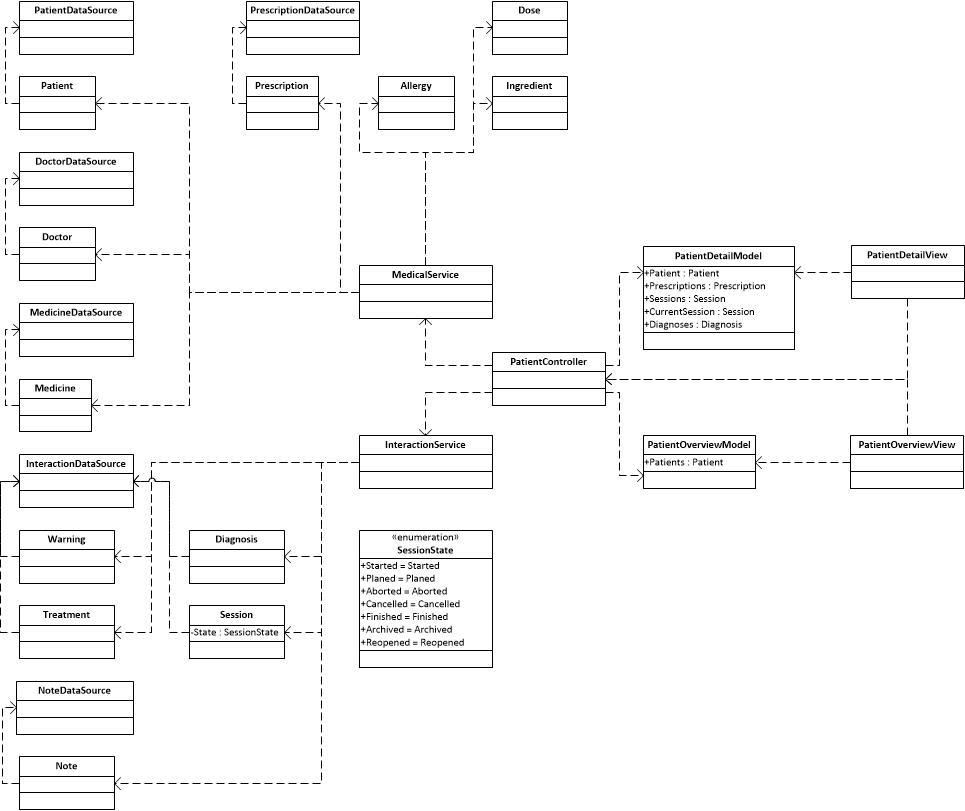 PatientDataSource
PrescriptionDataSource
Dose
Patient
Prescription
Allergy
Ingredient
DoctorDataSource
Doctor
MedicineDataSource
Medicine
MedicalService
PatientDetailModel
+Patient : Patient
+Prescriptions : Prescription
+Sessions : Session
+CurrentSession : Session
+Diagnoses : Diagnosis
PatientDetailView
PatientController
InteractionService
PatientOverviewModel
+Patients : Patient
PatientOverviewView
InteractionDataSource
Warning
Diagnosis
Treatment
Session
-State : SessionState
«enumeration»
SessionState
+Started = Started
+Planed = Planed
+Aborted = Aborted
+Cancelled = Cancelled
+Finished = Finished
+Archived = Archived
+Reopened = Reopened
NoteDataSource
Note